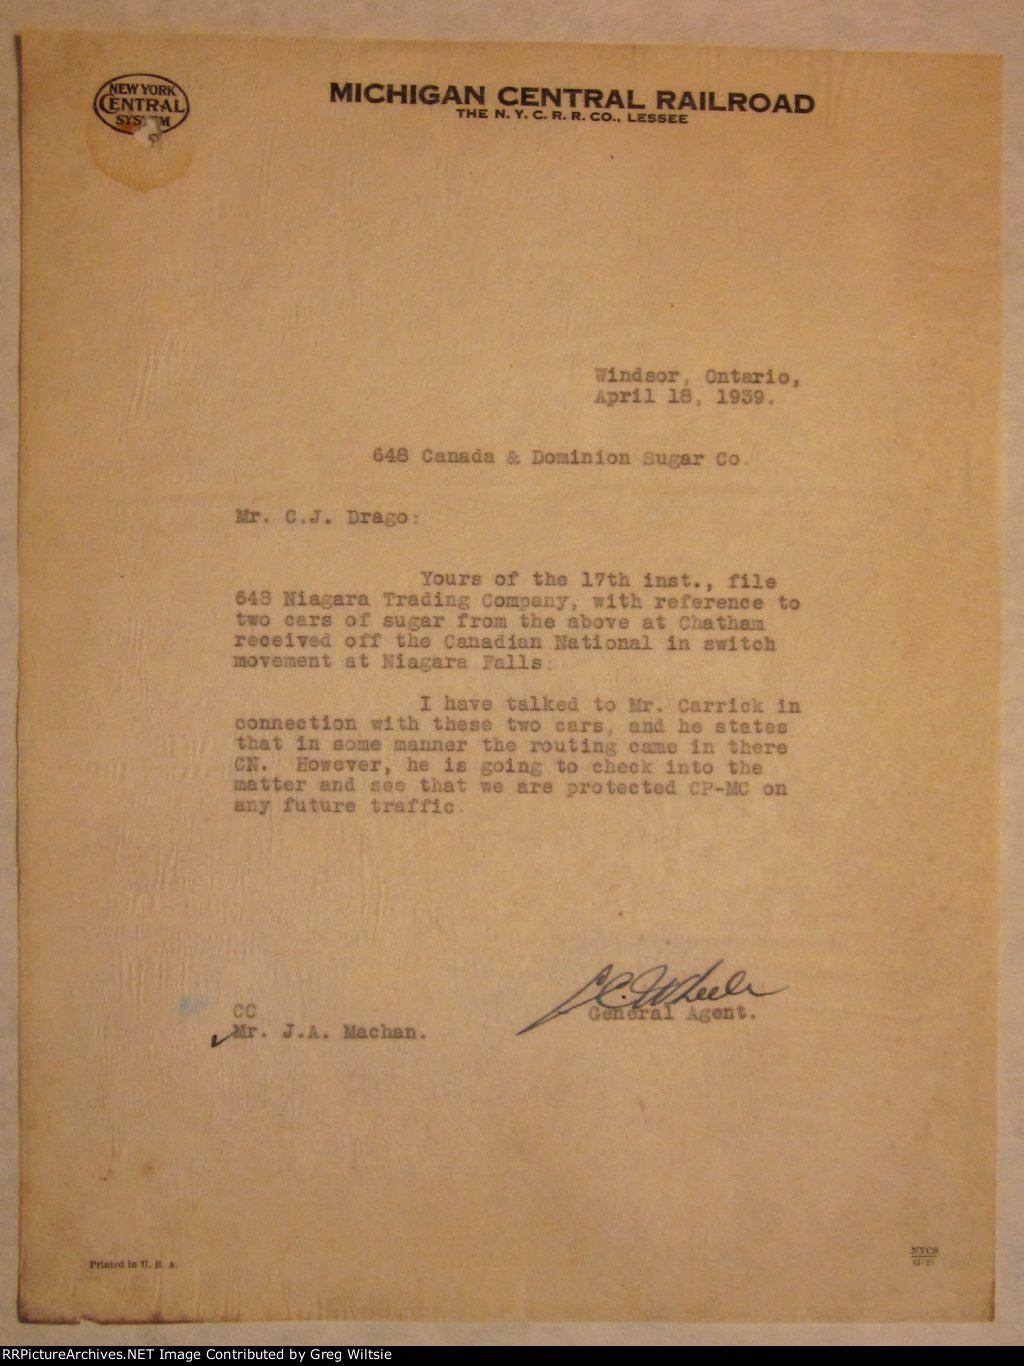 NEW YORK
CENTRAL
SYSTEM
MICHIGAN CENTRAL RAILROAD
THE N. Y. C. R. R. CO., LESSEE
Windsor, Ontario,
April 18, 1939.
648 Canada & Dominion Sugar Co.
Mr. C.J. Drago:
Yours of the 17th inst., file
648 Niagara Trading Company, with reference to
two cars of sugar from the above at Chatham
received off the Canadian National in switch
movement at Niagara Falls.
I have talked to Mr. Carrick in
connection with these two cars, and he states
that in some manner the routing came in there
CN. However, he is going to check into the
matter and see that we are protected CP-MC on
any future traffic.
General Agent.
CC
Mr. J.A. Machan.
Printed in U. S. A.
NYCS
RRPictureArchives.NET Image Contributed by Greg Wiltsie